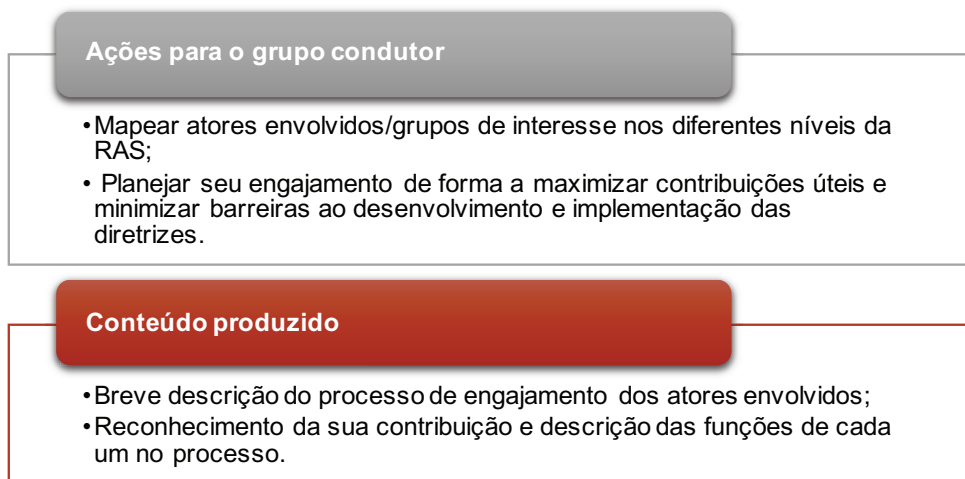 Ações para o grupo condutor
•Mapear atores envolvidos/grupos de interesse nos diferentes níveis da
RAS;
• Planejar seu engajamento de forma a maximizar contribuições úteis e
minimizar barreiras ao desenvolvimento e implementação das
diretrizes.
Conteúdo produzido
•Breve descrição do processo de engajamento dos atores envolvidos;
•Reconhecimento da sua contribuição e descrição das funções de cada
um no processo.